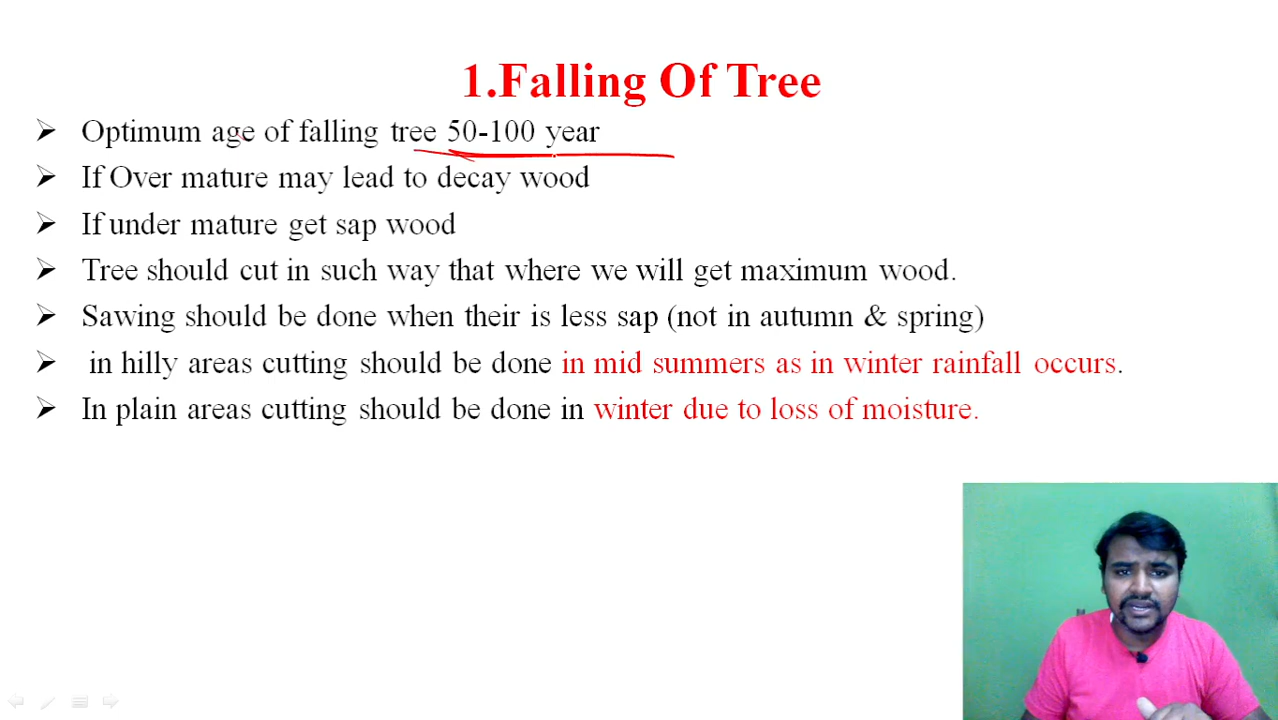 1.Falling Of Tree
➢ Optimum age of falling tree 50-100 year
➢ If Over mature may lead to decay wood
➢ If under mature get sap wood
➢ Tree should cut in such way that where we will get maximum wood.
➢ Sawing should be done when their is less sap (not in autumn & spring)
➢ in hilly areas cutting should be done in mid summers as in winter rainfall occurs.
➢ In plain areas cutting should be done in winter due to loss of moisture.